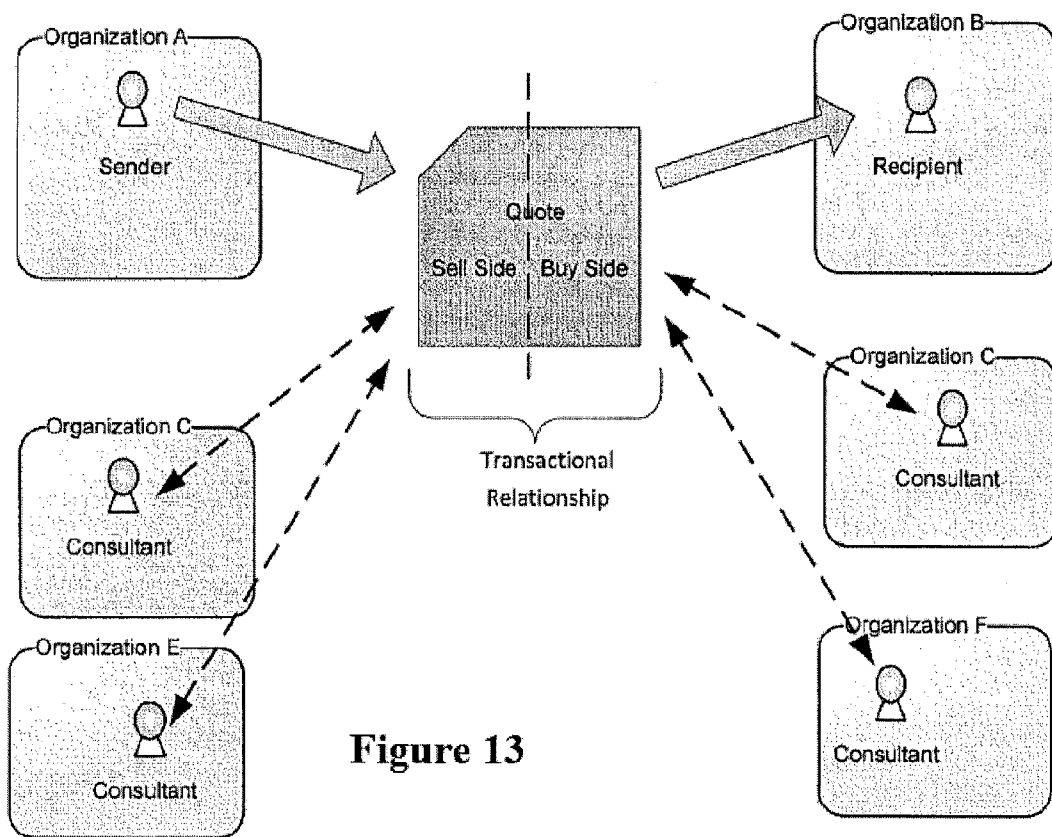 Organization A
Sender
Organization B
Recipient
Quote
Sell Side
Buy Side
Transactional
Relationship
Organization C
Consultant
Organization C
Consultant
Organization E
Consultant
Organization F
Consultant
Figure 13